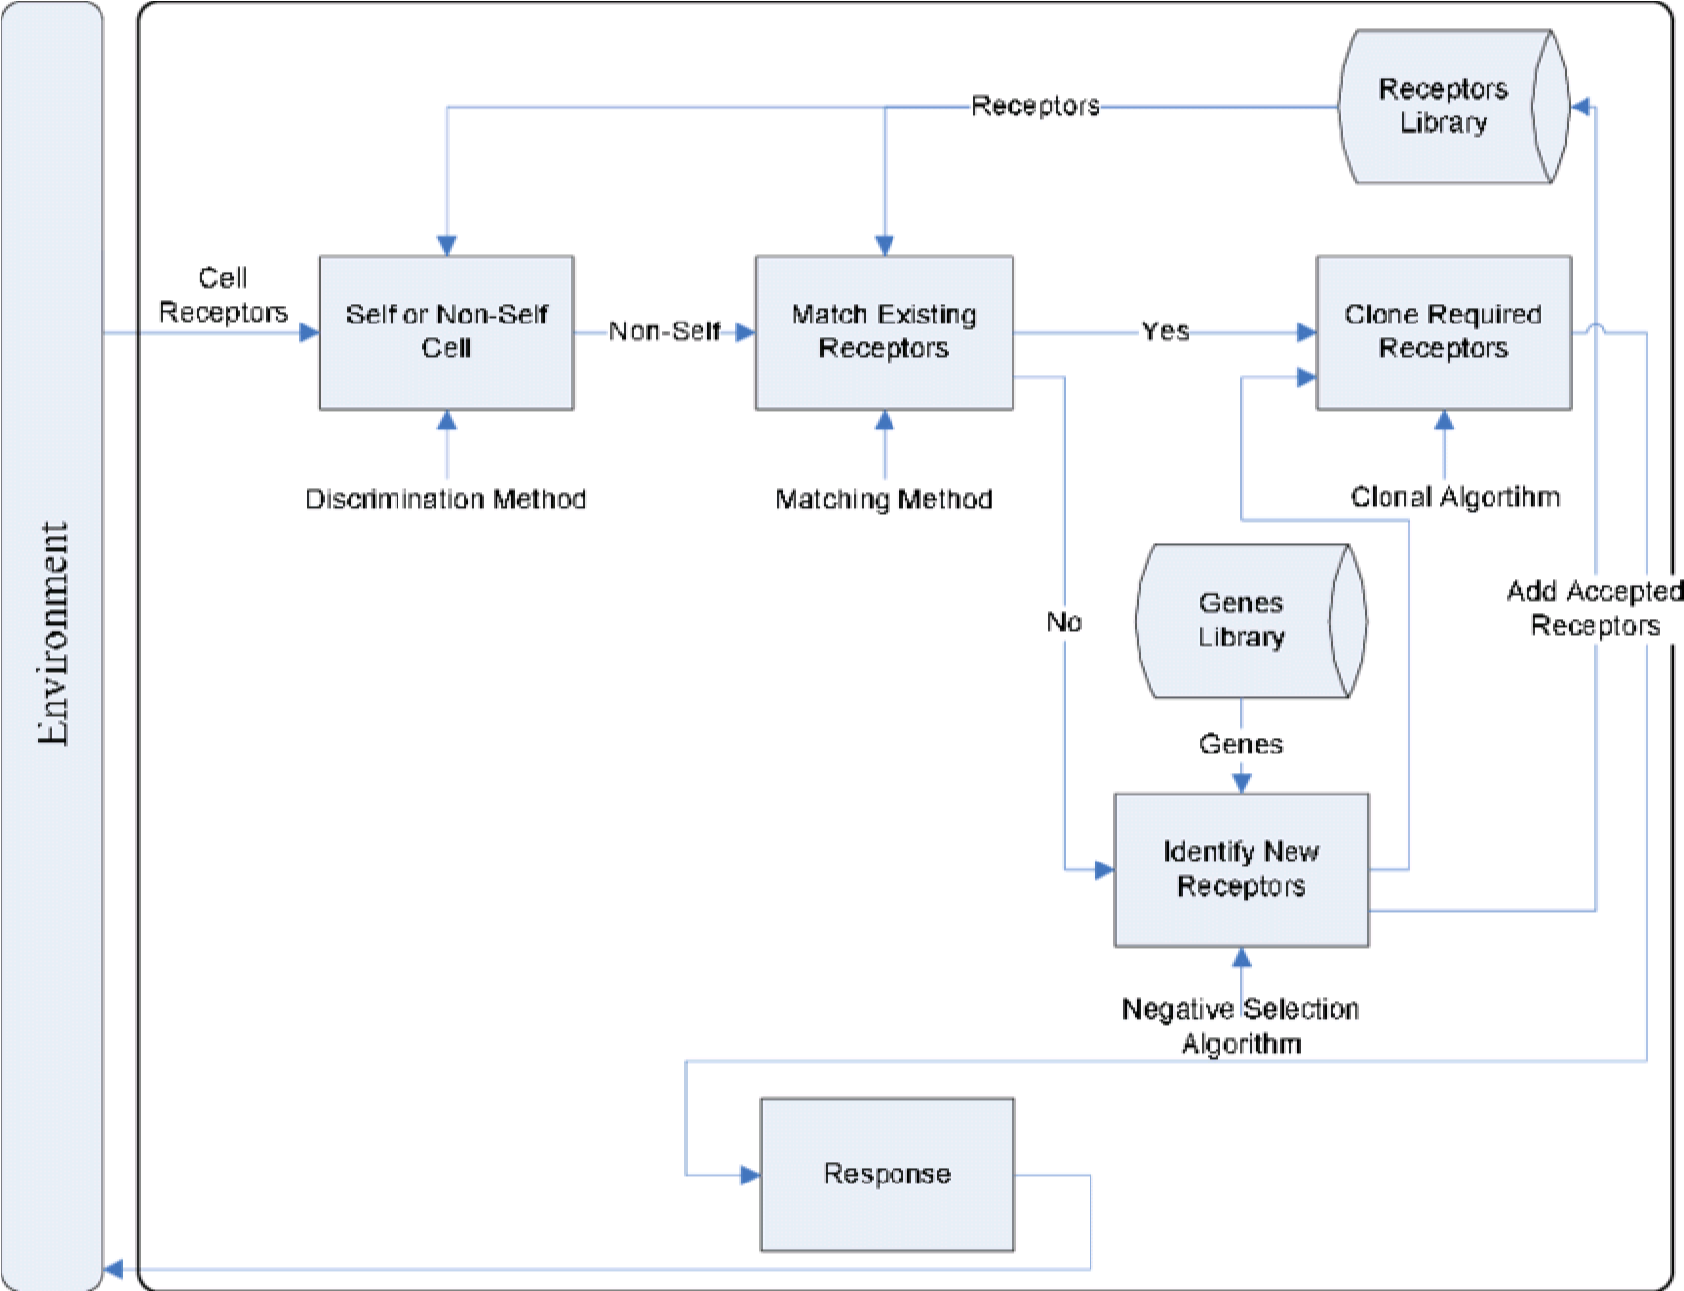 Environment
Receptors
Receptors
Library
Cell
Receptors
Self or Non-Self
Cell
Non-Self
Match Existing
Receptors
Yes
Clone Required
Receptors
Discrimination Method
Matching Method
Clonal Algortihm
No
Genes
Library
Add Accepted
Receptors
Genes
Identify New
Receptors
Negative Selection
Algorithm
Response